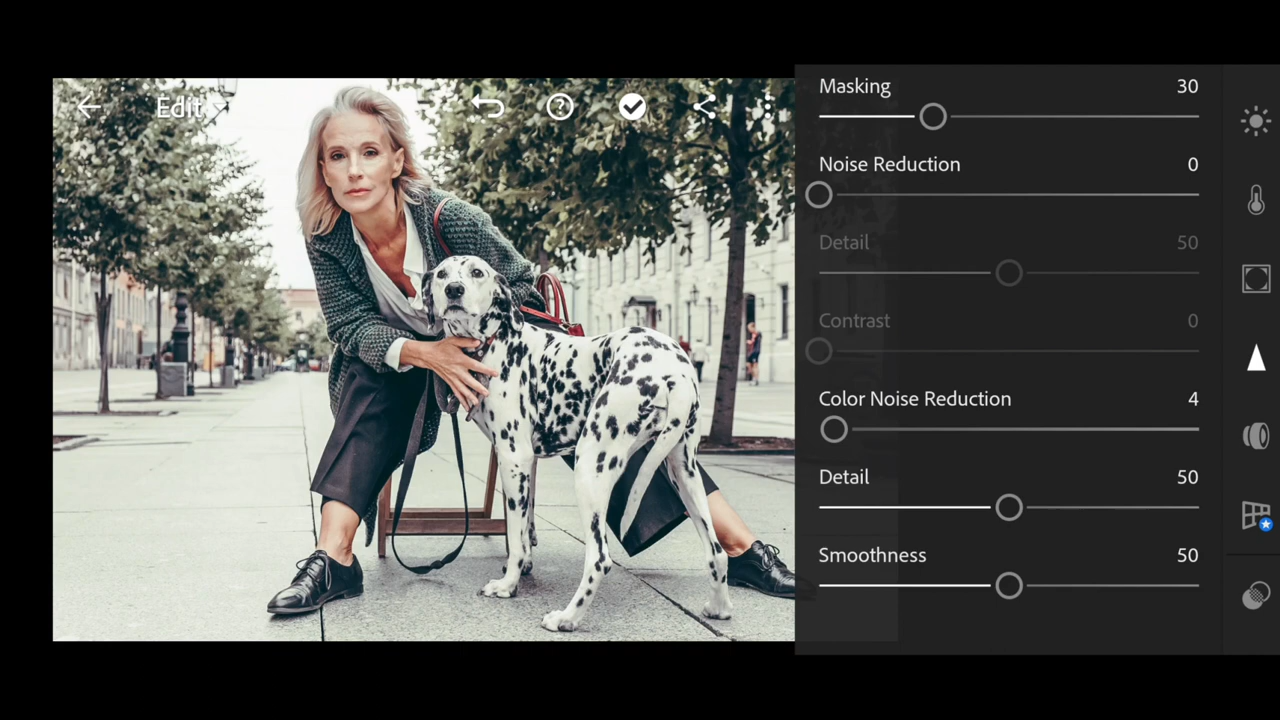 Edit
Masking 30
Noise Reduction 0
Detail 50
Contrast 0
Color Noise Reduction 4
Detail 50
Smoothness 50